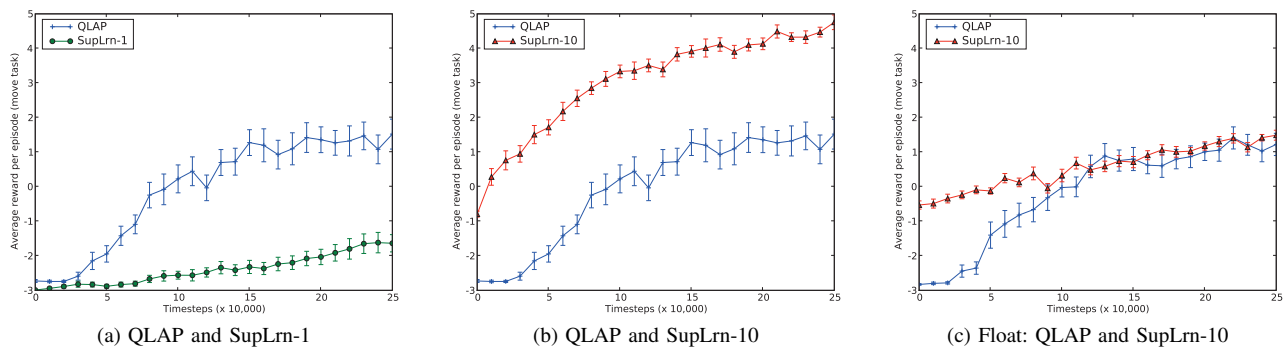 QLAP
SupLrn-1
Average reward per episode (move task)
5
4
3
2
1
0
-1
-2
-3
0 5 10 15 20 25
Timesteps (x 10,000)
(a) QLAP and SupLrn-1
QLAP
SupLrn-10
Average reward per episode (move task)
5
4
3
2
1
0
-1
-2
-3
0 5 10 15 20 25
Timesteps (x 10,000)
(b) QLAP and SupLrn-10
QLAP
SupLrn-10
Average reward per episode (move task)
5
4
3
2
1
0
-1
-2
-3
0 5 10 15 20 25
Timesteps (x 10,000)
(c) Float: QLAP and SupLrn-10